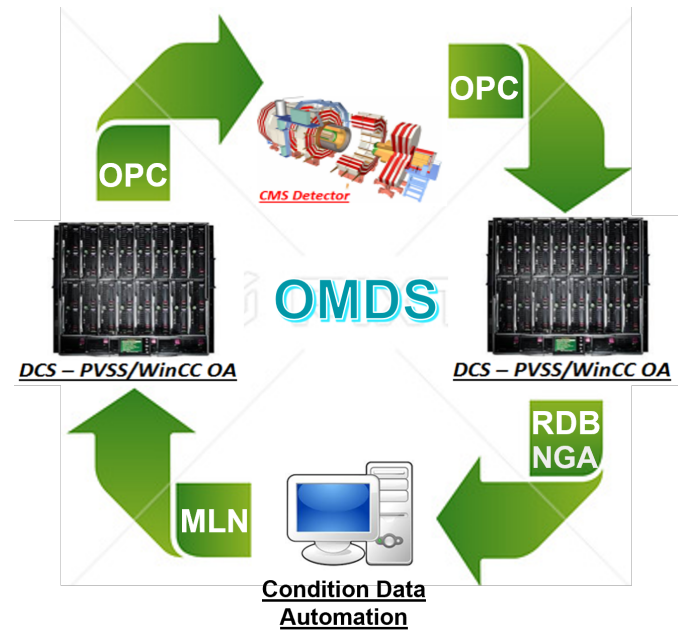 OPC
OPC
CMS Detector
OMDS
DCS – PVSS/WinCC OA
DCS – PVSS/WinCC OA
RDB
NGA
MLN
Condition Data
Automation